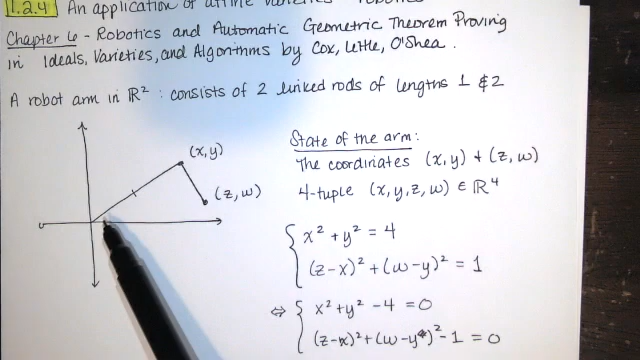 1.2.4 An application of affine varieties - robotics
Chapter 6 - Robotics and Automatic Geometric Theorem Proving
in Ideals, Varieties, and Algorithms by Cox, Little, O'Shea.
A robot arm in ℝ² : consists of 2 linked rods of lengths 1 & 2
(x,y)
(z,w)
State of the arm:
The coordinates (x,y) + (z,w)
4-tuple (x,y,z,w) ∈ ℝ⁴
{ x² + y² = 4
(z-x)² + (w-y)² = 1
⇔ { x² + y² - 4 = 0
(z-x)² + (w-y)² - 1 = 0